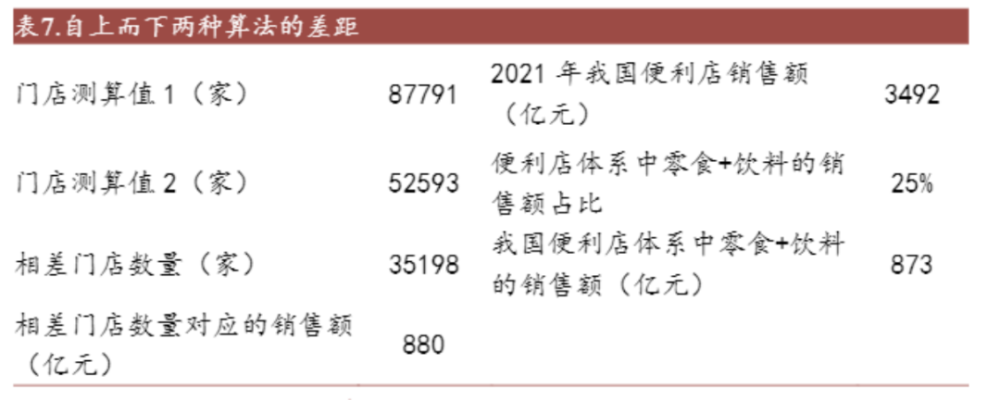 表7.自上而下两种算法的差距
门店测算值1（家）
87791
2021年我国便利店销售额
（亿元）
3492
门店测算值2（家）
52593
便利店体系中零食+饮料的销
售额占比
25%
相差门店数量（家）
35198
我国便利店体系中零食+饮料
的销售额（亿元）
873
相差门店数量对应的销售额
（亿元）
880